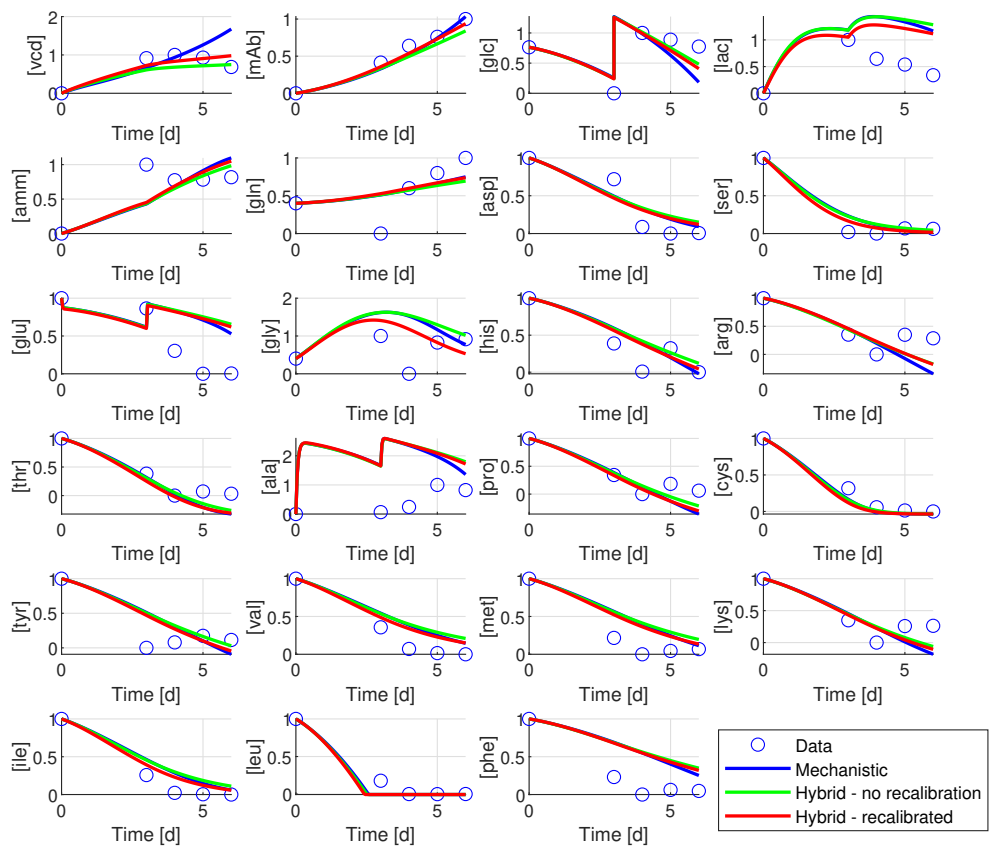 [vcd]
2
1
0
0 5
Time [d]
[mAb]
1
0.5
0
0 5
Time [d]
[glc]
1
0.5
0
0 5
Time [d]
[lac]
1
0.5
0
0 5
Time [d]
[amm]
1
0.5
0
0 5
Time [d]
[gln]
1
0.5
0
0 5
Time [d]
[asp]
1
0.5
0
0 5
Time [d]
[ser]
1
0.5
0
0 5
Time [d]
[glu]
1
0.5
0
0 5
Time [d]
[gly]
2
1
0
0 5
Time [d]
[his]
1
0.5
0
0 5
Time [d]
[arg]
1
0.5
0
0 5
Time [d]
[thr]
1
0.5
0
0 5
Time [d]
[ala]
2
1
0
0 5
Time [d]
[pro]
1
0.5
0
0 5
Time [d]
[cys]
1
0.5
0
0 5
Time [d]
[tyr]
1
0.5
0
0 5
Time [d]
[val]
1
0.5
0
0 5
Time [d]
[met]
1
0.5
0
0 5
Time [d]
[lys]
1
0.5
0
0 5
Time [d]
[ile]
1
0.5
0
0 5
Time [d]
[leu]
1
0.5
0
0 5
Time [d]
[phe]
1
0.5
0
0 5
Time [d]
Data
Mechanistic
Hybrid - no recalibration
Hybrid - recalibrated